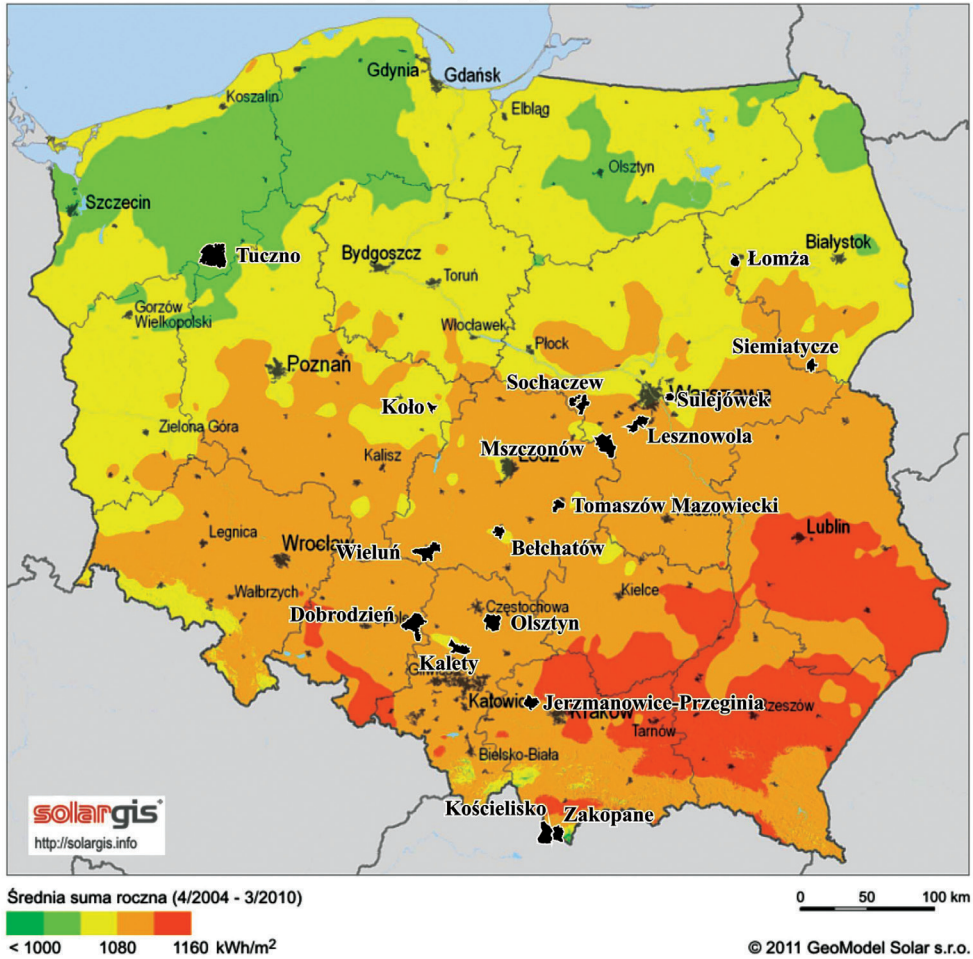 Gdynia
Gdańsk
Koszalin
Elbląg
Olsztyn
Szczecin
Tuczno
Bydgoszcz
Białystok
Łomża
Toruń
Gorzów
Wielkopolski
Włocławek
Płock
Siemiatycze
Poznań
Sochaczew
Warszawa
Sulejówek
Koło
Lesznowola
Zielona Góra
Mszczonów
Łódź
Kalisz
Tomaszów Mazowiecki
Legnica
Lublin
Wrocław
Wieluń
Bełchatów
Wałbrzych
Kielce
Dobrodzień
Częstochowa
Olsztyn
Kalety
Katowice
Jerzmanowice-Przeginia
Kraków
Rzeszów
Tarnów
Bielsko-Biała
Kościelisko
Zakopane
solargis
http://solargis.info
Średnia suma roczna (4/2004 - 3/2010)
< 1000 1080 1160 kWh/m²
0 50 100 km
© 2011 GeoModel Solar s.r.o.